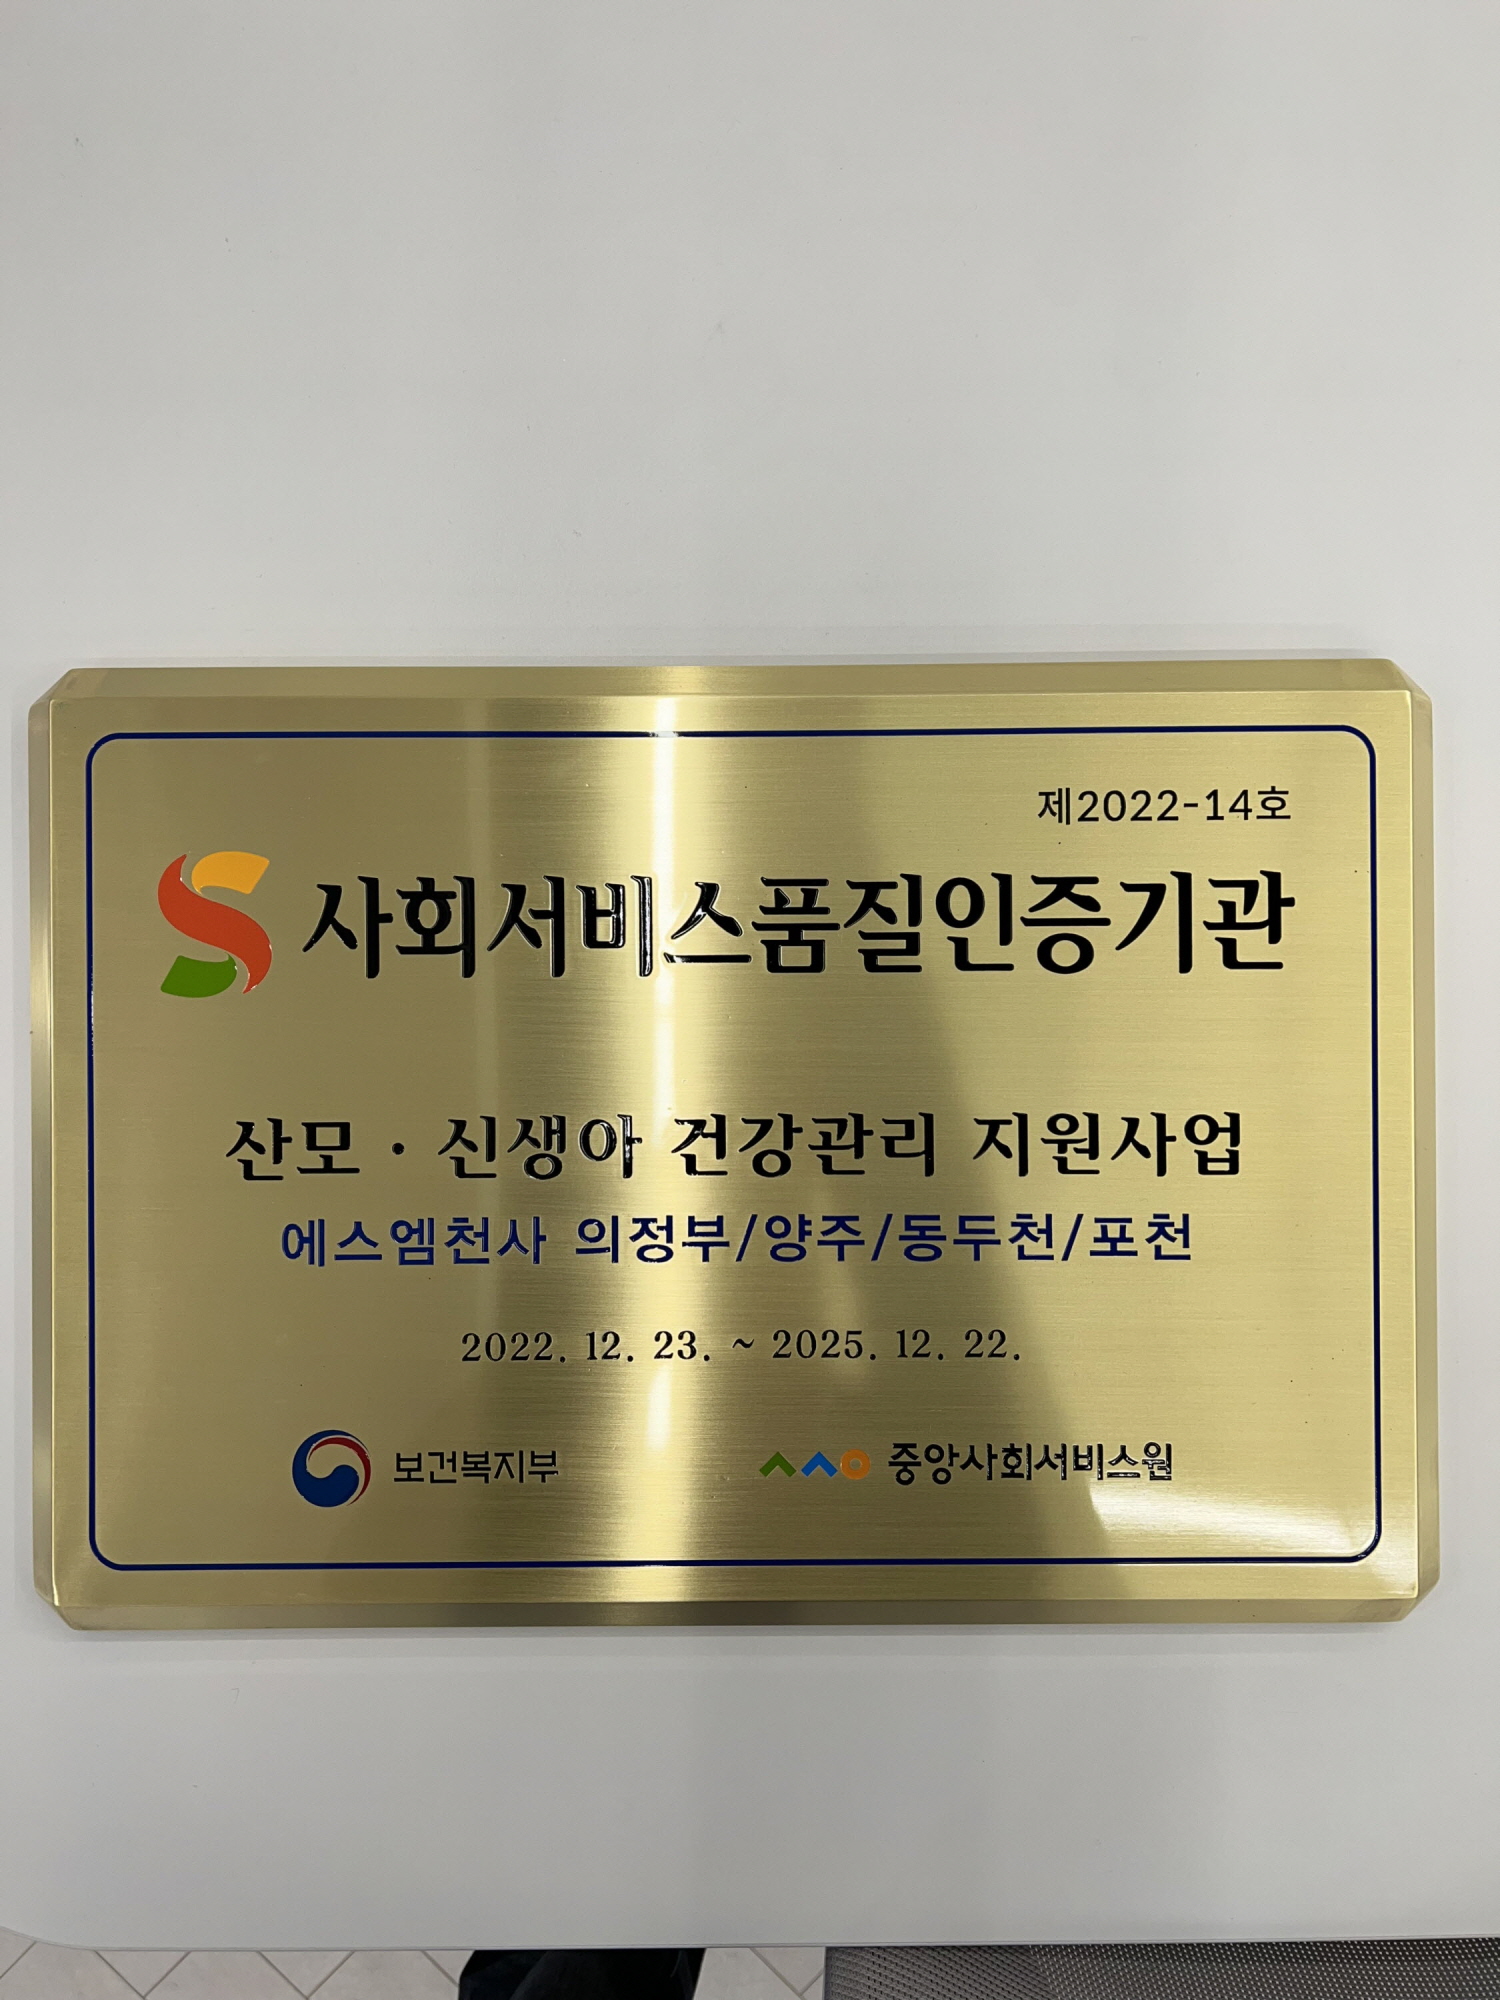 제2022-14호
사회서비스품질인증기관
산모 · 신생아 건강관리 지원사업
에스엠천사 의정부/양주/동두천/포천
2022. 12. 23. ~ 2025. 12. 22.
보건복지부 중앙사회서비스원